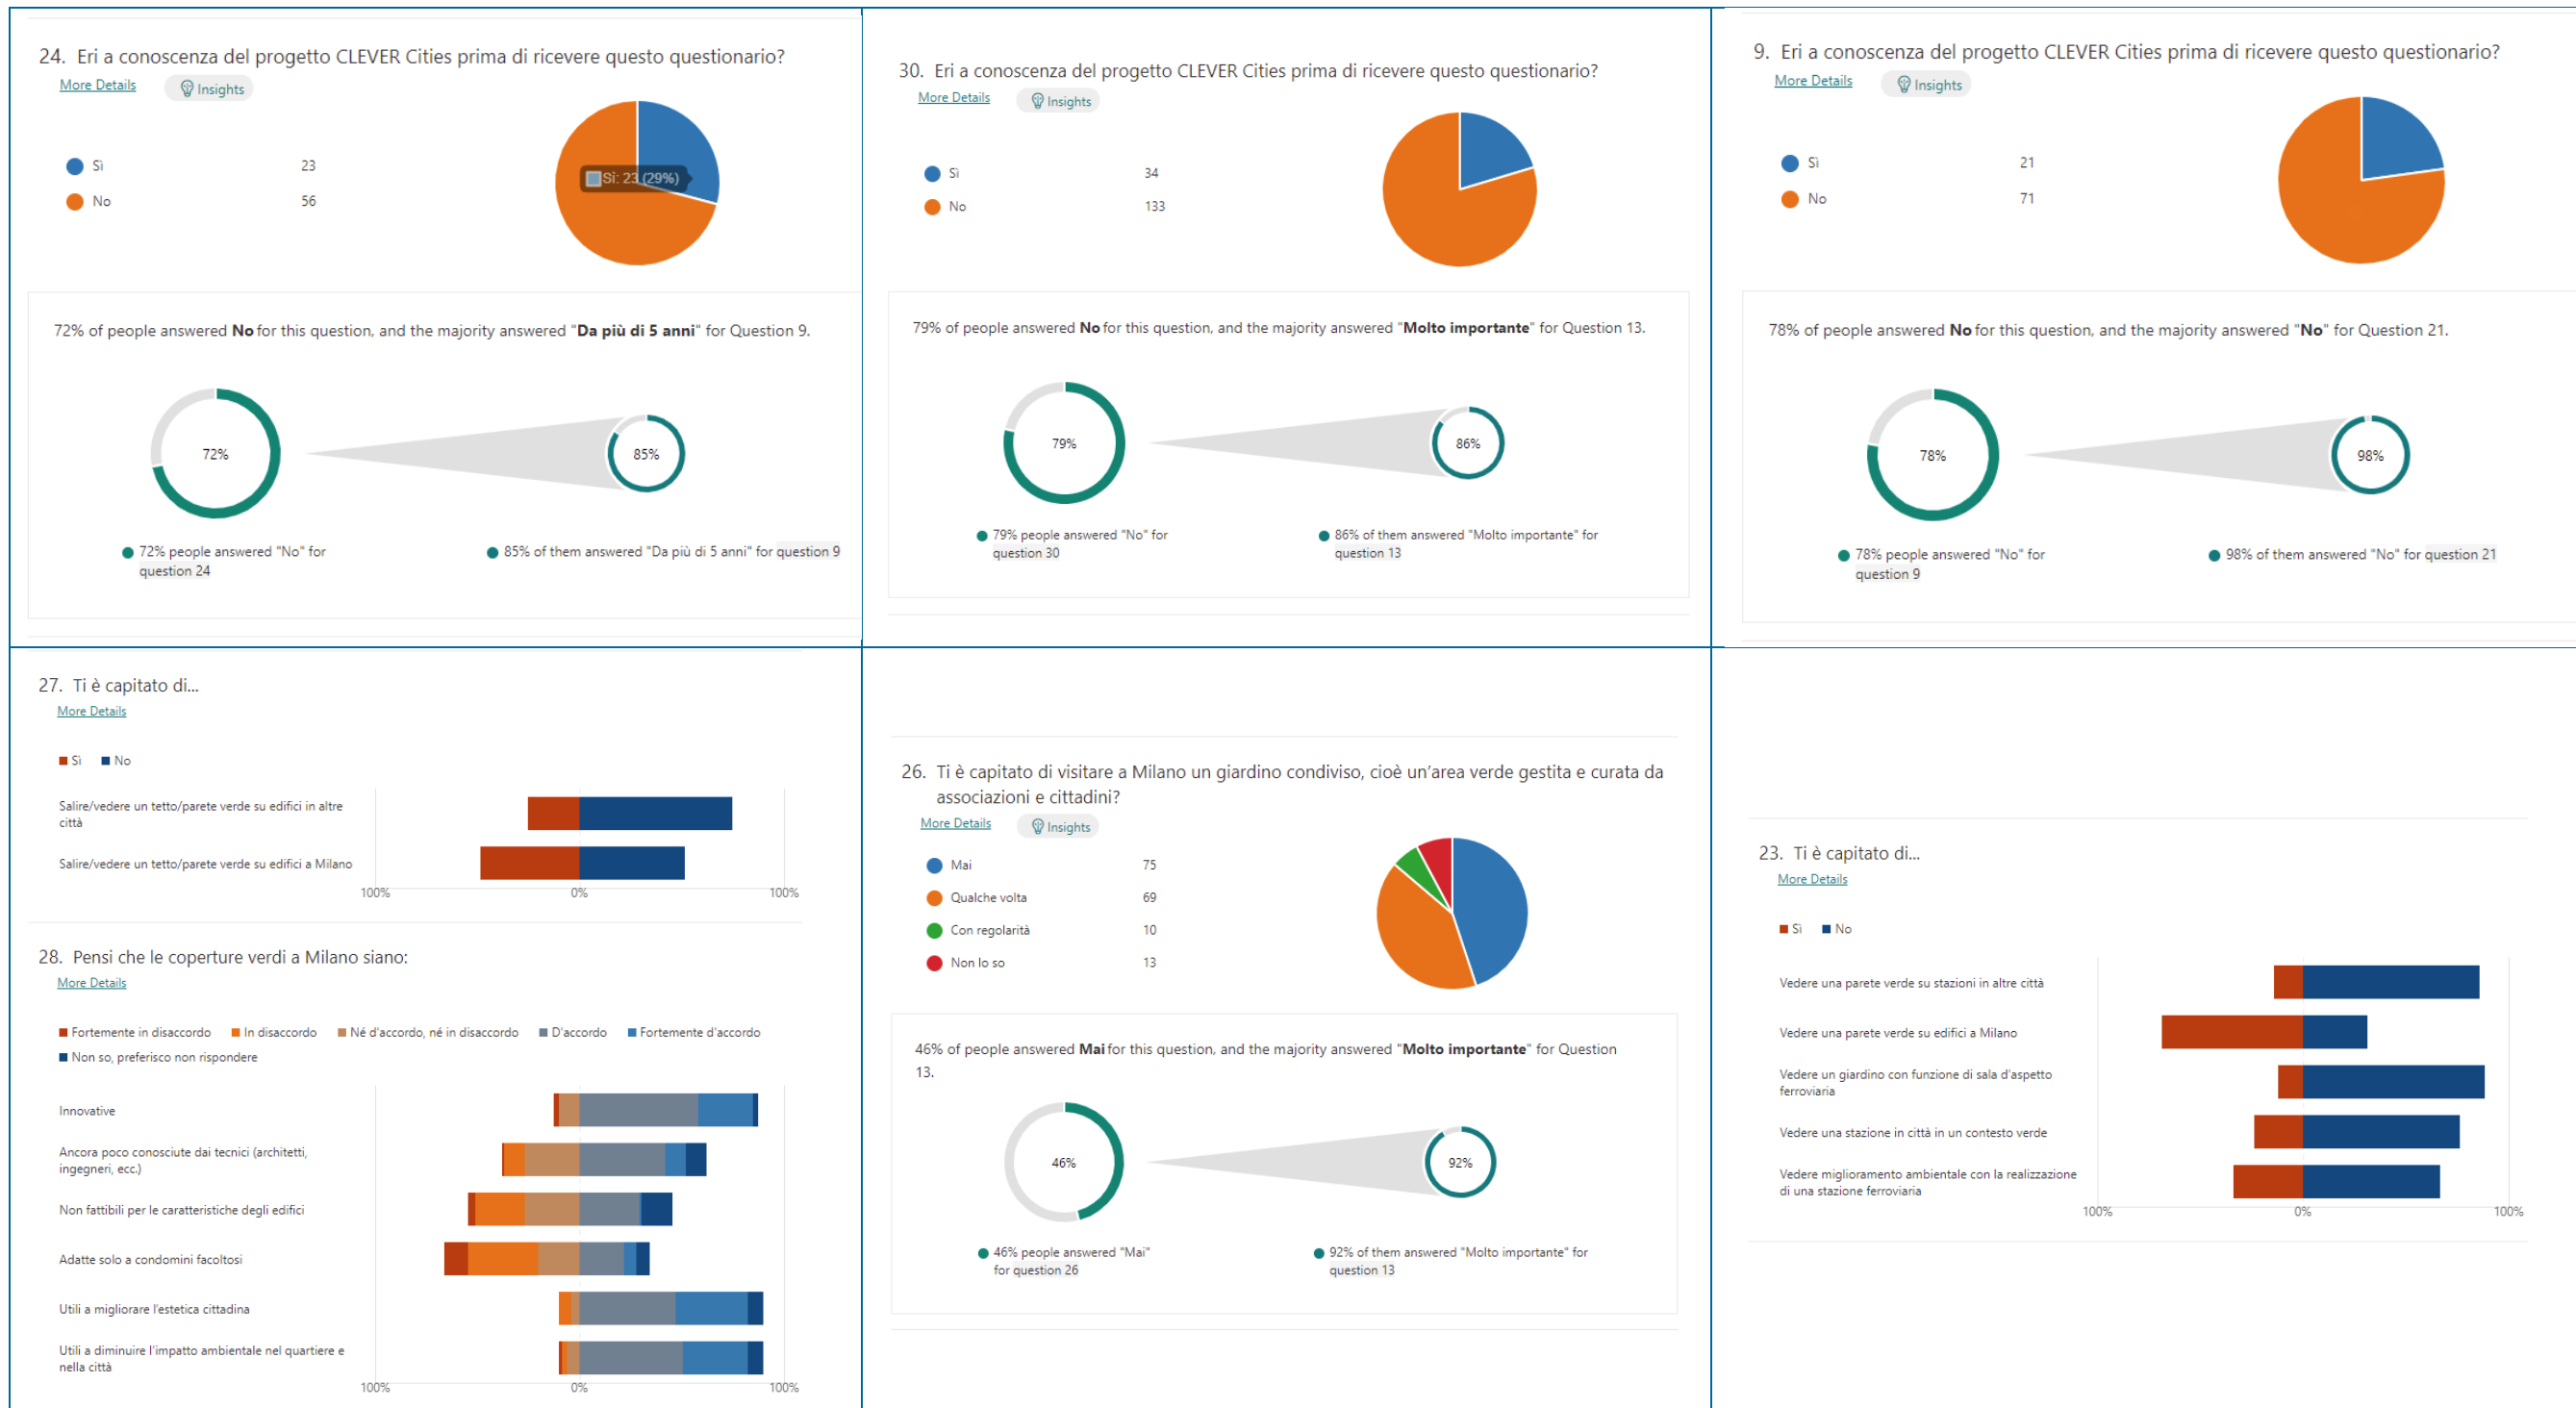 24. Eri a conoscenza del progetto CLEVER Cities prima di ricevere questo questionario?
More Details
Insights
Sì 23
No 56
Sì: 23 (29%)
72% of people answered No for this question, and the majority answered "Da più di 5 anni" for Question 9.
72%
85%
72% people answered "No" for
question 24
85% of them answered "Da più di 5 anni" for question 9
30. Eri a conoscenza del progetto CLEVER Cities prima di ricevere questo questionario?
More Details
Insights
Sì 34
No 133
79% of people answered No for this question, and the majority answered "Molto importante" for Question 13.
79%
86%
79% people answered "No" for
question 30
86% of them answered "Molto importante" for
question 13
9. Eri a conoscenza del progetto CLEVER Cities prima di ricevere questo questionario?
More Details
Insights
Sì 21
No 71
78% of people answered No for this question, and the majority answered "No" for Question 21.
78%
98%
78% people answered "No" for
question 9
98% of them answered "No" for question 21
27. Ti è capitato di...
More Details
Sì No
Salire/vedere un tetto/parete verde su edifici in altre
città
Salire/vedere un tetto/parete verde su edifici a Milano
100% 0% 100%
28. Pensi che le coperture verdi a Milano siano:
More Details
Fortemente in disaccordo In disaccordo Né d'accordo, né in disaccordo D'accordo Fortemente d'accordo
Non so, preferisco non rispondere
Innovative
Ancora poco conosciute dai tecnici (architetti,
ingegneri, ecc.)
Non fattibili per le caratteristiche degli edifici
Adatte solo a condomini facoltosi
Utili a migliorare l'estetica cittadina
Utili a diminuire l'impatto ambientale nel quartiere e
nella città
100% 0% 100%
26. Ti è capitato di visitare a Milano un giardino condiviso, cioè un'area verde gestita e curata da
associazioni e cittadini?
More Details
Insights
Mai 75
Qualche volta 69
Con regolarità 10
Non lo so 13
46% of people answered Mai for this question, and the majority answered "Molto importante" for Question
13.
46%
92%
46% people answered "Mai"
for question 26
92% of them answered "Molto importante" for
question 13
23. Ti è capitato di...
More Details
Sì No
Vedere una parete verde su stazioni in altre città
Vedere una parete verde su edifici a Milano
Vedere un giardino con funzione di sala d'aspetto
ferroviaria
Vedere una stazione in città in un contesto verde
Vedere miglioramento ambientale con la realizzazione
di una stazione ferroviaria
100% 0% 100%